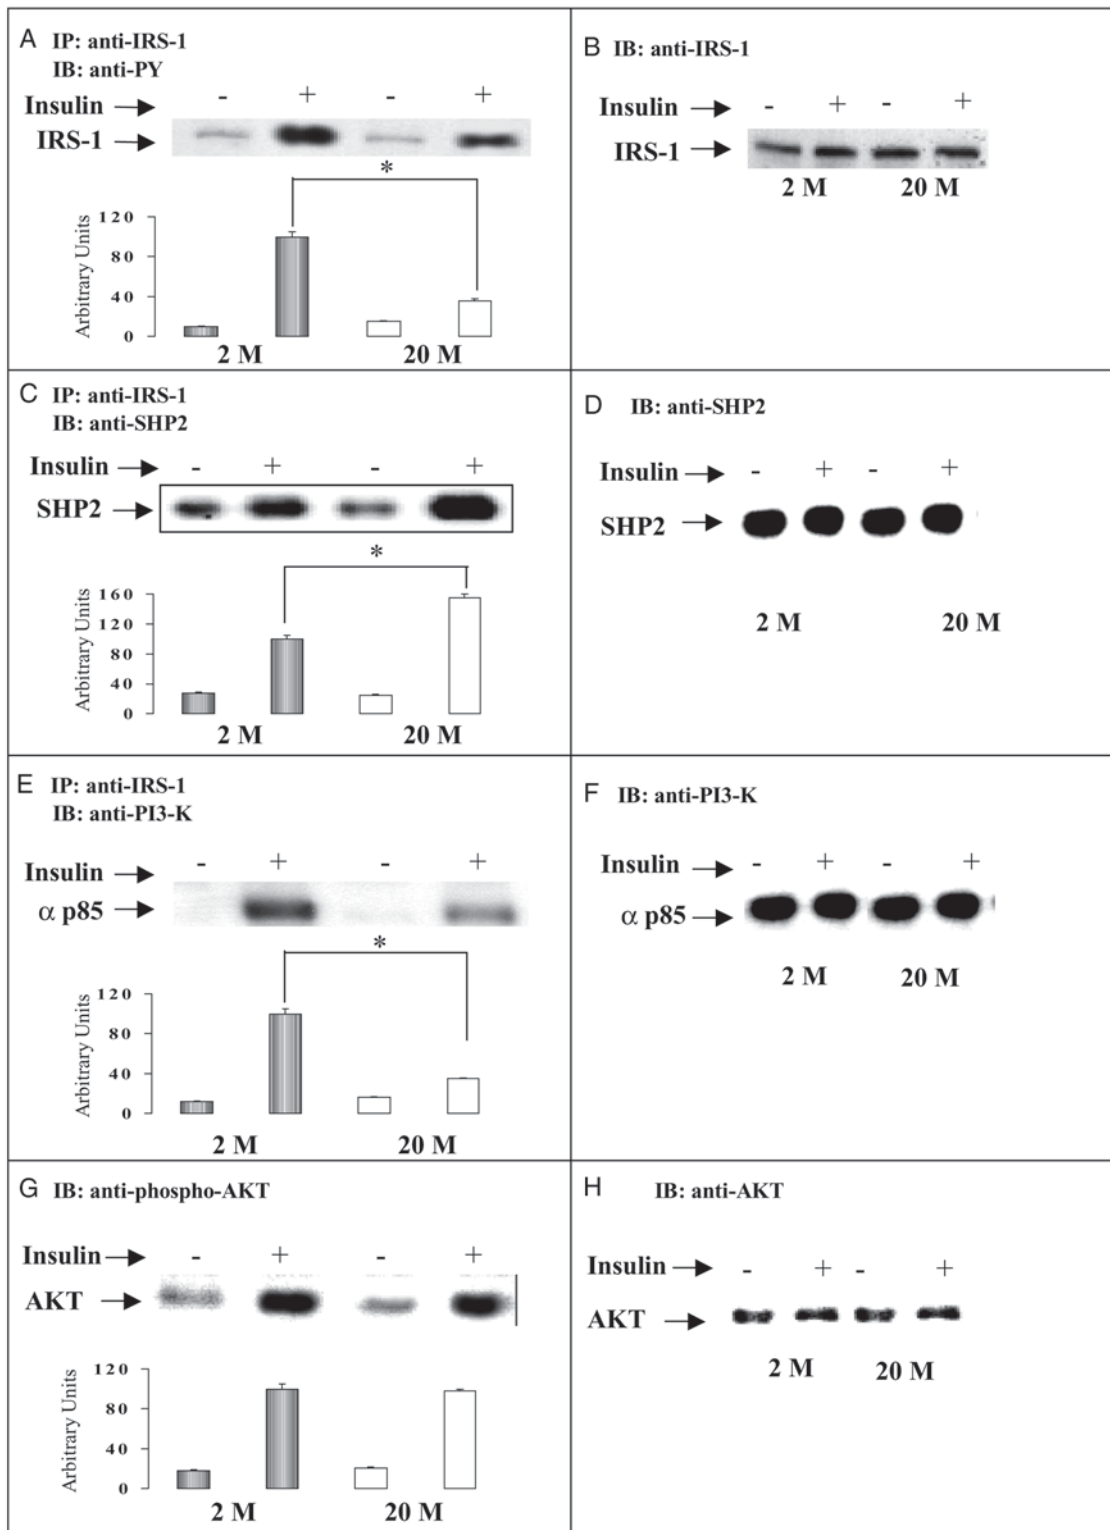 A IP: anti-IRS-1
IB: anti-PY
Insulin - + - +
IRS-1
*
Arbitrary Units
120
80
40
0
2 M 20 M
B IB: anti-IRS-1
Insulin - + - +
IRS-1
2 M 20 M
C IP: anti-IRS-1
IB: anti-SHP2
Insulin - + - +
SHP2
*
Arbitrary Units
160
120
80
40
0
2 M 20 M
D IB: anti-SHP2
Insulin - + - +
SHP2
2 M 20 M
E IP: anti-IRS-1
IB: anti-PI3-K
Insulin - + - +
α p85
*
Arbitrary Units
120
80
40
0
2 M 20 M
F IB: anti-PI3-K
Insulin - + - +
α p85
2 M 20 M
G IB: anti-phospho-AKT
Insulin - + - +
AKT
Arbitrary Units
120
80
40
0
2 M 20 M
H IB: anti-AKT
Insulin - + - +
AKT
2 M 20 M